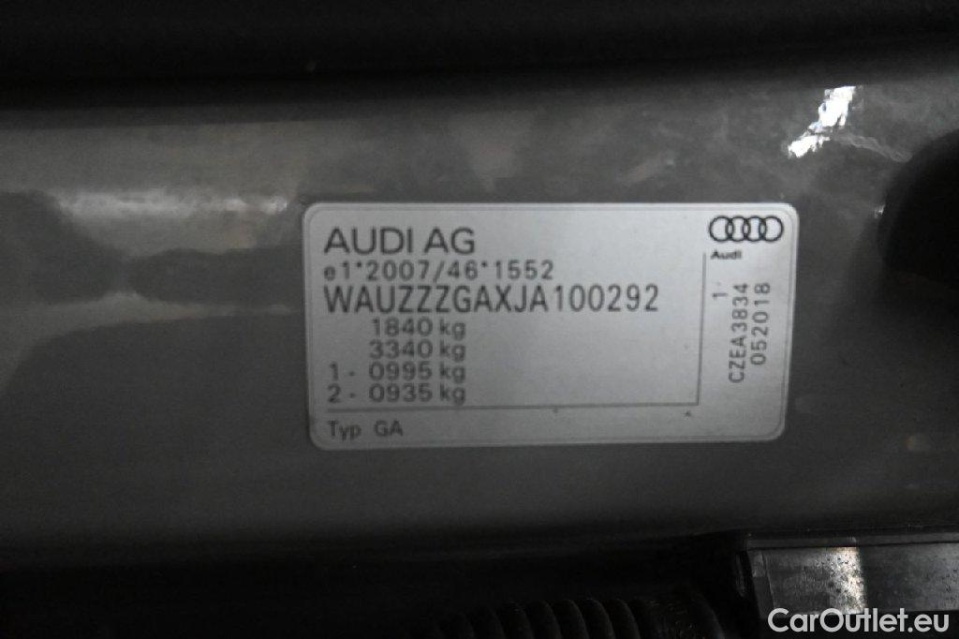 AUDI AG
e1*2007/46*1552
WAUZZZGAXJA100292
1840 kg
3340 kg
1 - 0995 kg
2 - 0935 kg
Typ GA
Audi
1·
CZEA3834
052018
CarOutlet.eu